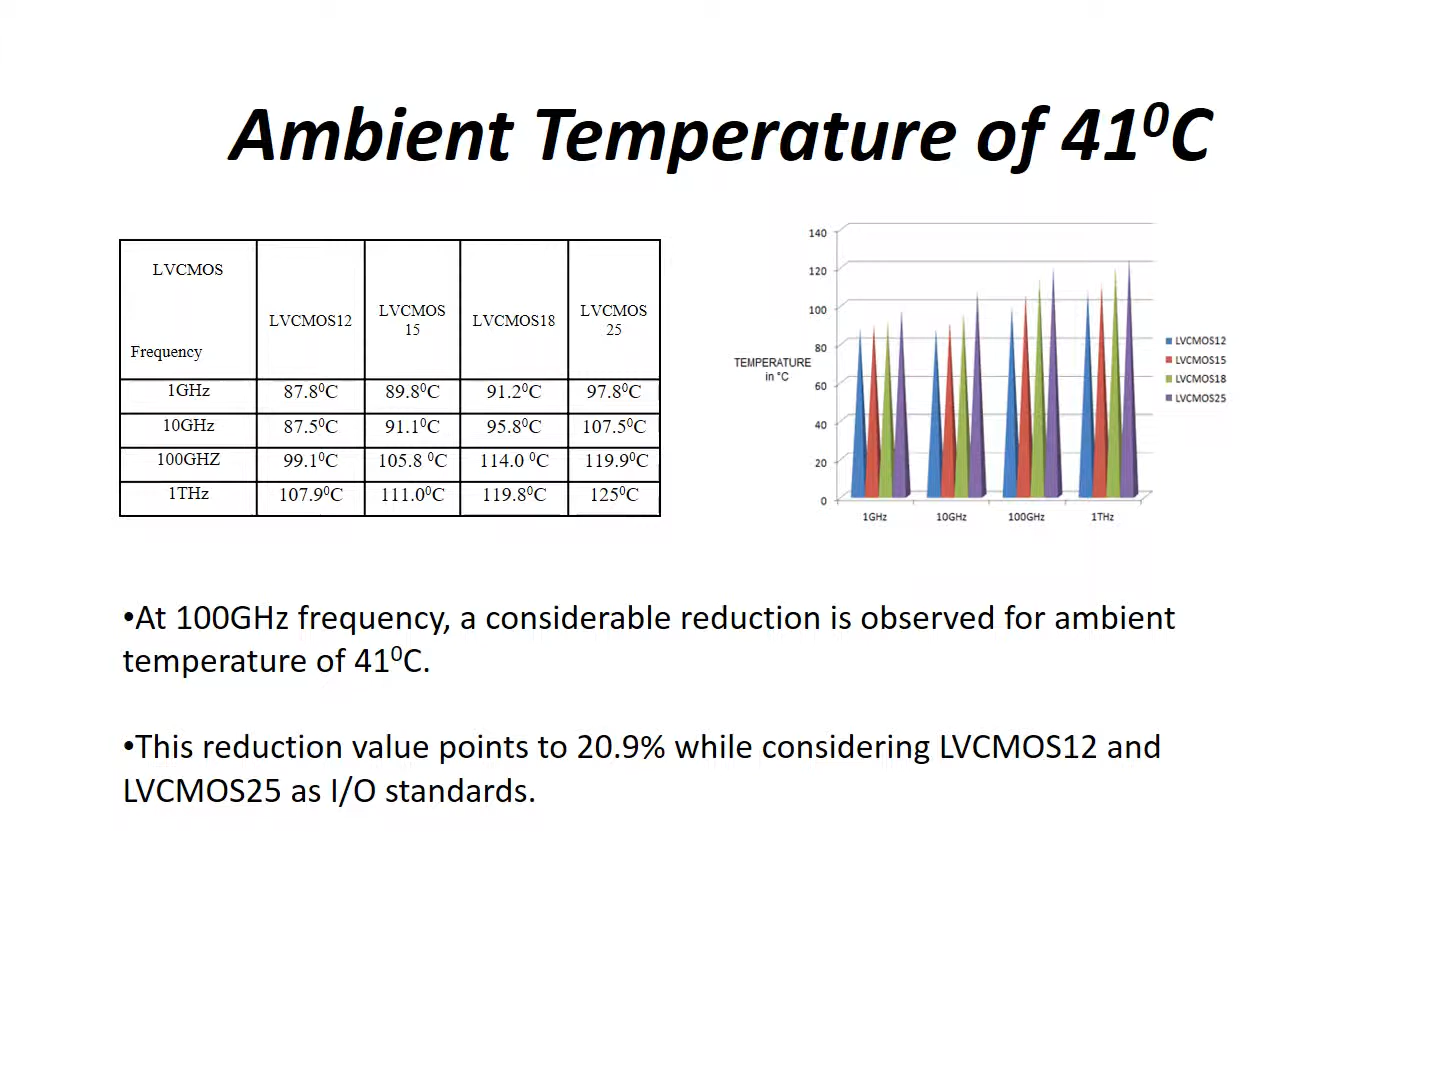 Ambient Temperature of 41⁰C
LVCMOS
Frequency
LVCMOS12
LVCMOS
15
LVCMOS18
LVCMOS
25
1GHz 87.8⁰C 89.8⁰C 91.2⁰C 97.8⁰C
10GHz 87.5⁰C 91.1⁰C 95.8⁰C 107.5⁰C
100GHZ 99.1⁰C 105.8 ⁰C 114.0 ⁰C 119.9⁰C
1THz 107.9⁰C 111.0⁰C 119.8⁰C 125⁰C
140
120
100
80
60
40
20
0
TEMPERATURE
in °C
1GHz 10GHz 100GHz 1THz
LVCMOS12
LVCMOS15
LVCMOS18
LVCMOS25
•At 100GHz frequency, a considerable reduction is observed for ambient
temperature of 41⁰C.
•This reduction value points to 20.9% while considering LVCMOS12 and
LVCMOS25 as I/O standards.